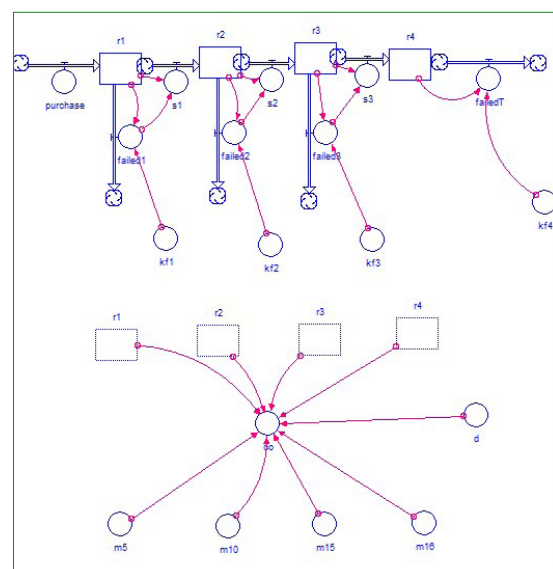 r1
r2
r3
r4
purchase
s1
s2
s3
failedT
failed1
failed2
failed3
kf1
kf2
kf3
kf4
r1
r2
r3
r4
d
m5
m10
m15
m16